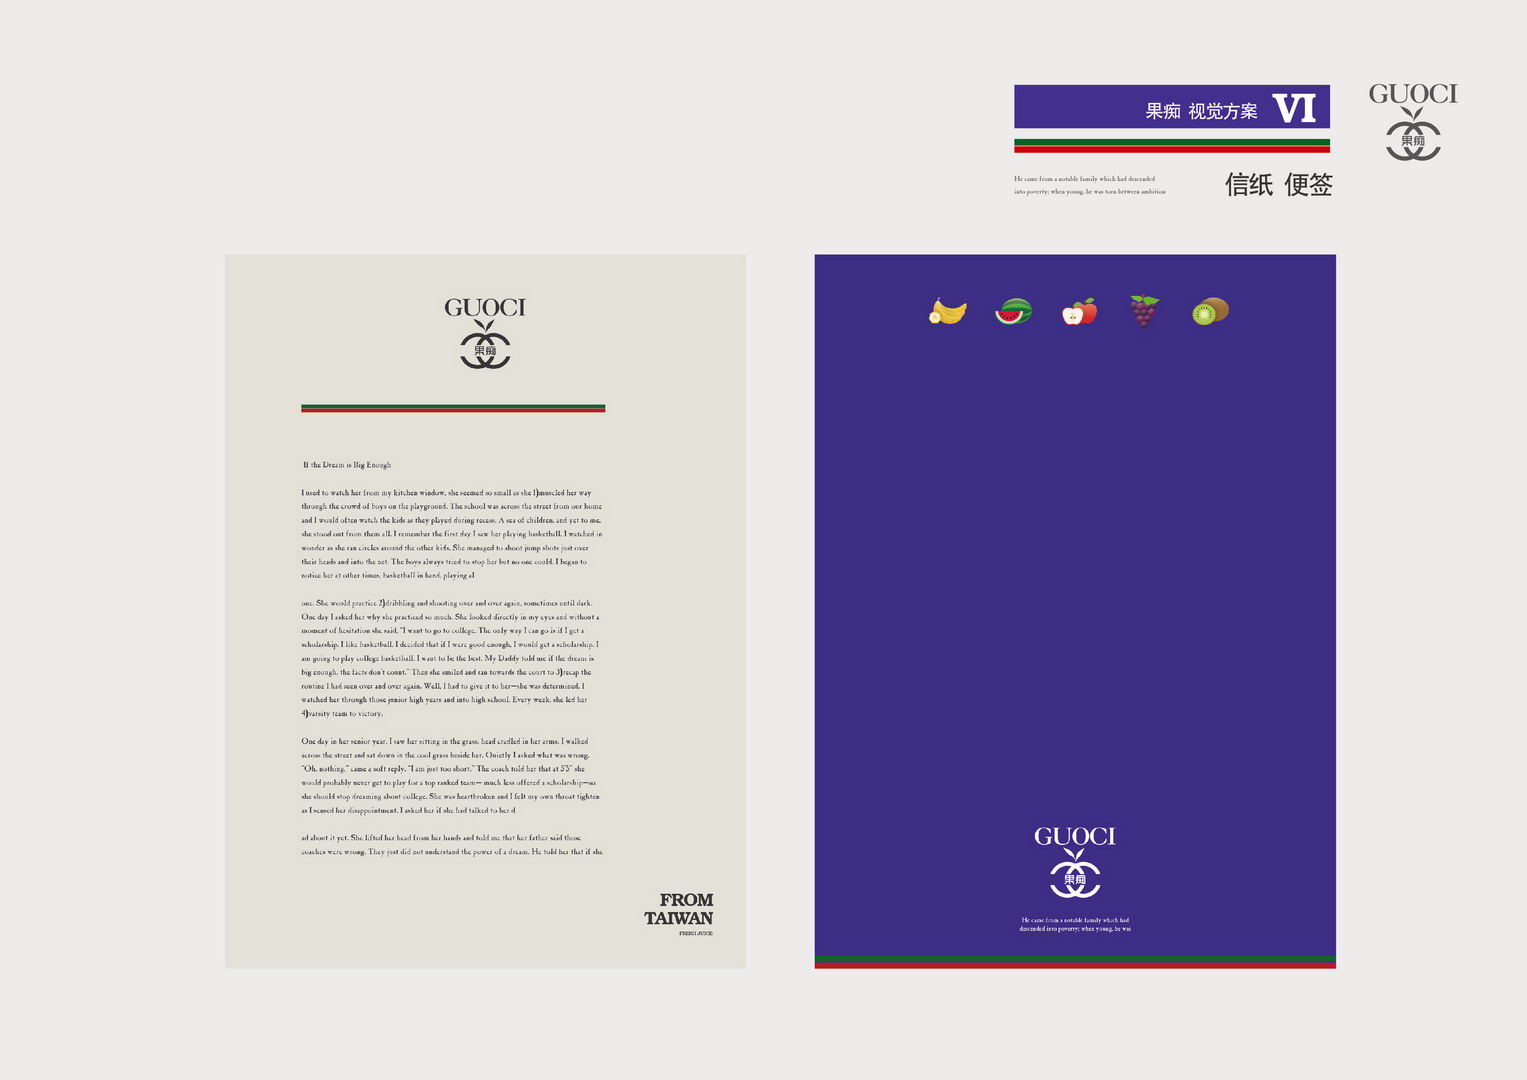 果痴 视觉方案 VI
GUOCI
果痴
He came from a notable family which had descended
into poverty; when young, he was torn between ambition
信纸 便签
GUOCI
果痴
If the Dream is Big Enough
I used to watch her from my kitchen window, she seemed so small as she 1)muscled her way
through the crowd of boys on the playground. The school was across the street from our home
and I would often watch the kids as they played during recess. A sea of children, and yet to me,
she stood out from them all. I remember the first day I saw her playing basketball. I watched in
wonder as she ran circles around the other kids. She managed to shoot jump shots just over
their heads and into the net. The boys always tried to stop her but no one could. I began to
notice her at other times, basketball in hand, playing al
one. She would practice 2)dribbling and shooting over and over again, sometimes until dark.
One day I asked her why she practiced so much. She looked directly in my eyes and without a
moment of hesitation she said, "I want to go to college. The only way I can go is if I get a
scholarship. I like basketball. I decided that if I were good enough, I would get a scholarship. I
am going to play college basketball. I want to be the best. My Daddy told me if the dream is
big enough, the facts don't count." Then she smiled and ran towards the court to 3)recap the
routine I had seen over and over again. Well, I had to give it to her—she was determined. I
watched her through those junior high years and into high school. Every week, she led her
4)varsity team to victory.
One day in her senior year, I saw her sitting in the grass, head cradled in her arms. I walked
across the street and sat down in the cool grass beside her. Quietly I asked what was wrong.
"Oh, nothing," came a soft reply. "I am just too short." The coach told her that at 5'5" she
would probably never get to play for a top ranked team— much less offered a scholarship—so
she should stop dreaming about college. She was heartbroken and I felt my own throat tighten
as I sensed her disappointment. I asked her if she had talked to her d
ad about it yet. She lifted her head from her hands and told me that her father said those
coaches were wrong. They just did not understand the power of a dream. He told her that if she
FROM
TAIWAN
FRESH JUICE
GUOCI
果痴
He came from a notable family which had
descended into poverty; when young, he was